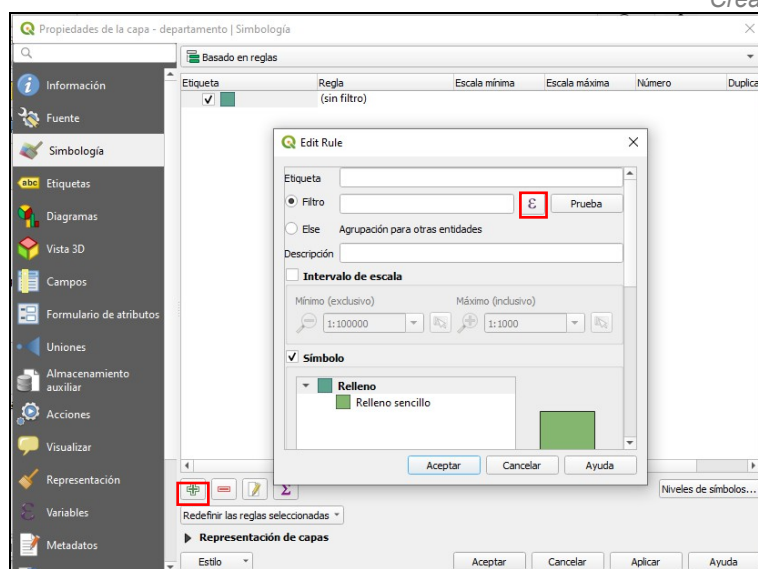 Crea
Propiedades de la capa - departamento | Simbología
Basado en reglas
Información
Fuente
Simbología
abc Etiquetas
Diagramas
Vista 3D
Campos
Formulario de atributos
Uniones
Almacenamiento
auxiliar
Acciones
Visualizar
Representación
Variables
Metadatos
Etiqueta Regla Escala mínima Escala máxima Número Duplica
(sin filtro)
Edit Rule
Etiqueta
Filtro ε Prueba
Else Agrupación para otras entidades
Descripción
Intervalo de escala
Mínimo (exclusivo) Máximo (inclusivo)
1:100000 1:1000
Símbolo
Relleno
Relleno sencillo
Aceptar Cancelar Ayuda
Σ Niveles de símbolos...
Redefinir las reglas seleccionadas
Representación de capas
Estilo Aceptar Cancelar Aplicar Ayuda